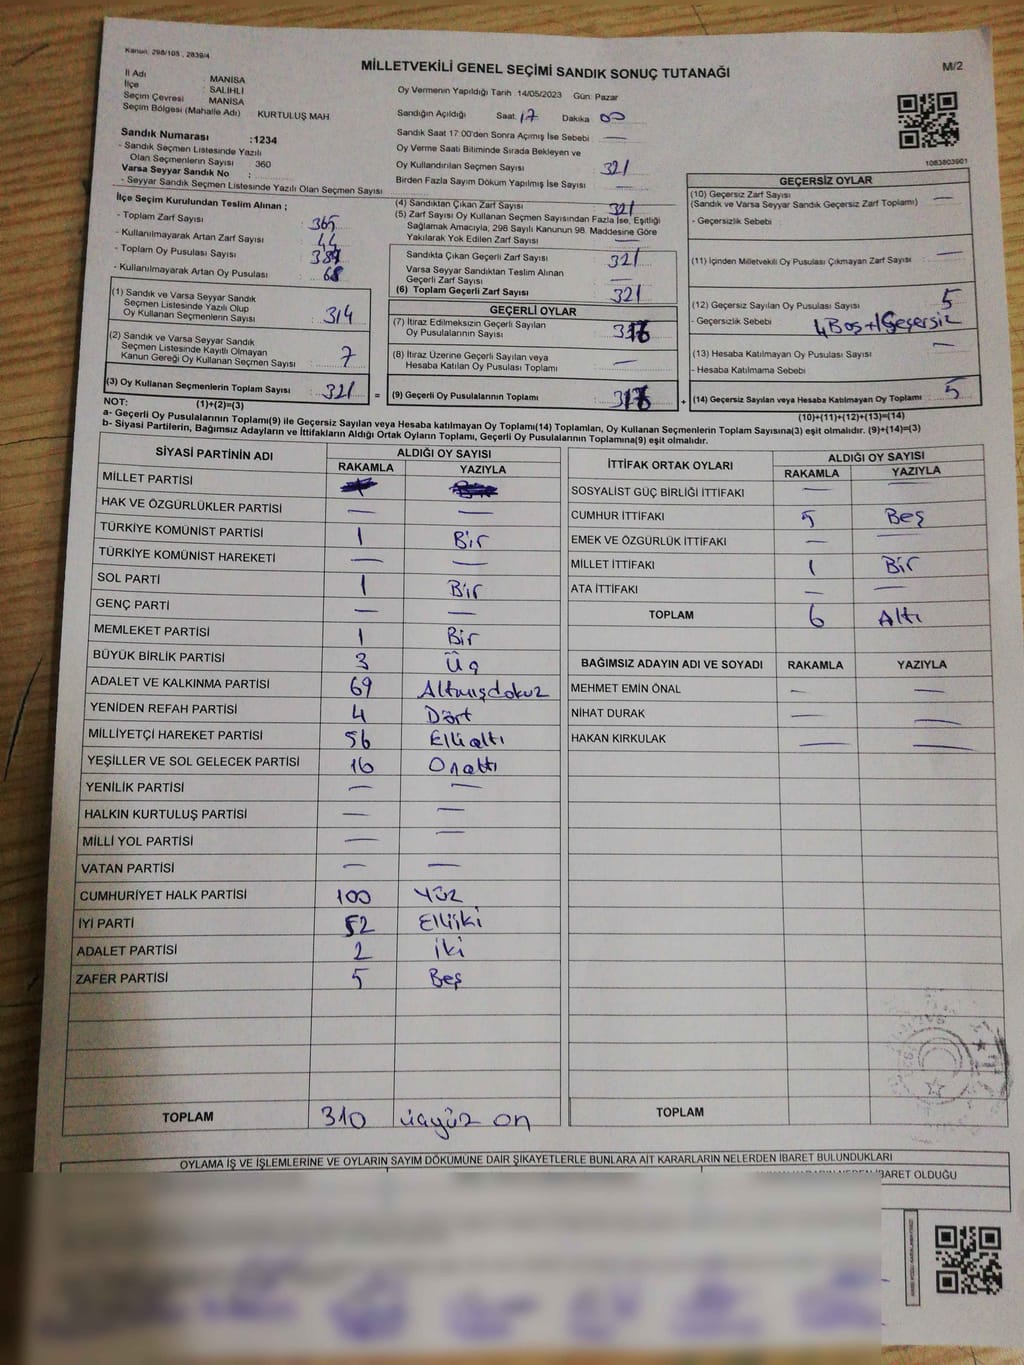 Kanun: 298/105 , 2839/4
MİLLETVEKİLİ GENEL SEÇİMİ SANDIK SONUÇ TUTANAĞI
M/2
İl Adı : MANİSA
İlçe : SALİHLİ
Seçim Çevresi : MANİSA
Seçim Bölgesi (Mahalle Adı) KURTULUŞ MAH.
Sandık Numarası :1234
- Sandık Seçmen Listesinde Yazılı
Olan Seçmenlerin Sayısı 360
Varsa Seyyar Sandık No :
- Seyyar Sandık Seçmen Listesinde Yazılı Olan Seçmen Sayısı
Oy Vermenin Yapıldığı Tarih : 14/05/2023 Gün: Pazar
Sandığın Açıldığı Saat: 17 Dakika 00
Sandık Saat 17:00'den Sonra Açımış İse Sebebi —
Oy Verme Saati Bitiminde Sırada Bekleyen ve
Oy Kullandırılan Seçmen Sayısı 321
Birden Fazla Sayım Döküm Yapılmış İse Sayısı —
1083803901
İlçe Seçim Kurulundan Teslim Alınan ;
- Toplam Zarf Sayısı 365
- Kullanılmayarak Artan Zarf Sayısı 44
- Toplam Oy Pusulası Sayısı
- Kullanılmayarak Artan Oy Pusulası 68
(1) Sandık ve Varsa Seyyar Sandık
Seçmen Listesinde Yazılı Olup
Oy Kullanan Seçmenlerin Sayısı 314
(2) Sandık ve Varsa Seyyar Sandık
Seçmen Listesinde Kayıtlı Olmayan
Kanun Gereği Oy Kullanan Seçmen Sayısı 7
(3) Oy Kullanan Seçmenlerin Toplam Sayısı : 321 =
(4) Sandıktan Çıkan Zarf Sayısı 321
(5) Zarf Sayısı Oy Kullanan Seçmen Sayısından Fazla İse, Eşitliği
Sağlamak Amacıyla, 298 Sayılı Kanunun 98. Maddesine Göre
Yakılarak Yok Edilen Zarf Sayısı —
Sandıkta Çıkan Geçerli Zarf Sayısı 321
Varsa Seyyar Sandıktan Teslim Alınan
Geçerli Zarf Sayısı —
(6) Toplam Geçerli Zarf Sayısı 321
GEÇERLİ OYLAR
(7) İtiraz Edilmeksizin Geçerli Sayılan
Oy Pusulalarının Sayısı 316
(8) İtiraz Üzerine Geçerli Sayılan veya
Hesaba Katılan Oy Pusulası Toplamı —
(9) Geçerli Oy Pusulalarının Toplamı 316 +
GEÇERSİZ OYLAR
(10) Geçersiz Zarf Sayısı —
(Sandık ve Varsa Seyyar Sandık Geçersiz Zarf Toplamı)
- Geçersizlik Sebebi :
(11) İçinden Milletvekili Oy Pusulası Çıkmayan Zarf Sayısı —
(12) Geçersiz Sayılan Oy Pusulası Sayısı 5
- Geçersizlik Sebebi 4 Boş+1Geçersiz
(13) Hesaba Katılmayan Oy Pusulası Sayısı —
- Hesaba Katılmama Sebebi
(14) Geçersiz Sayılan veya Hesaba Katılmayan Oy Toplamı 5
NOT: (1)+(2)=(3) (10)+(11)+(12)+(13)=(14)
a- Geçerli Oy Pusulalarının Toplamı(9) ile Geçersiz Sayılan veya Hesaba katılmayan Oy Toplamı(14) Toplamları, Oy Kullanan Seçmenlerin Toplam Sayısına(3) eşit olmalıdır. (9)+(14)=(3)
b- Siyasi Partilerin, Bağımsız Adayların ve İttifakların Aldığı Ortak Oyların Toplamı, Geçerli Oy Pusulalarının Toplamına(9) eşit olmalıdır.
SİYASİ PARTİNİN ADI ALDIĞI OY SAYISI
RAKAMLA YAZIYLA
MİLLET PARTİSİ
HAK VE ÖZGÜRLÜKLER PARTİSİ — —
TÜRKİYE KOMÜNİST PARTİSİ 1 Bir
TÜRKİYE KOMÜNİST HAREKETİ — —
SOL PARTİ 1 Bir
GENÇ PARTİ — —
MEMLEKET PARTİSİ 1 Bir
BÜYÜK BİRLİK PARTİSİ 3 Üç
ADALET VE KALKINMA PARTİSİ 69 Altmışdokuz
YENİDEN REFAH PARTİSİ 4 Dört
MİLLİYETÇİ HAREKET PARTİSİ 56 Ellialtı
YEŞİLLER VE SOL GELECEK PARTİSİ 16 Onaltı
YENİLİK PARTİSİ — —
HALKIN KURTULUŞ PARTİSİ — —
MİLLİ YOL PARTİSİ — —
VATAN PARTİSİ — —
CUMHURİYET HALK PARTİSİ 100 Yüz
İYİ PARTİ 52 Elliiki
ADALET PARTİSİ 2 iki
ZAFER PARTİSİ 5 Beş
TOPLAM 310 üçyüz on
İTTİFAK ORTAK OYLARI ALDIĞI OY SAYISI
RAKAMLA YAZIYLA
SOSYALİST GÜÇ BİRLİĞİ İTTİFAKI — —
CUMHUR İTTİFAKI 5 Beş
EMEK VE ÖZGÜRLÜK İTTİFAKI — —
MİLLET İTTİFAKI 1 Bir
ATA İTTİFAKI — —
TOPLAM 6 Altı
BAĞIMSIZ ADAYIN ADI VE SOYADI RAKAMLA YAZIYLA
MEHMET EMİN ÖNAL — —
NİHAT DURAK — —
HAKAN KIRKULAK — —
TOPLAM
OYLAMA İŞ VE İŞLEMLERİNE VE OYLARIN SAYIM DÖKÜMÜNE DAİR ŞİKAYETLERLE BUNLARA AİT KARARLARIN NELERDEN İBARET BULUNDUKLARI
İBARET OLDUĞU